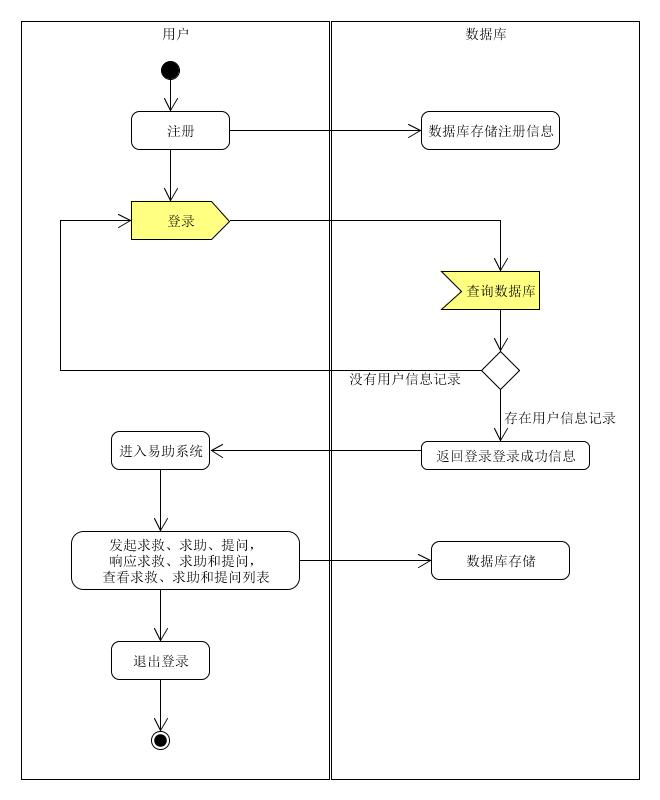 用户
数据库
注册
数据库存储注册信息
登录
查询数据库
没有用户信息记录
存在用户信息记录
进入易助系统
返回登录登录成功信息
发起求救、求助、提问，
响应求救、求助和提问，
查看求救、求助和提问列表
数据库存储
退出登录